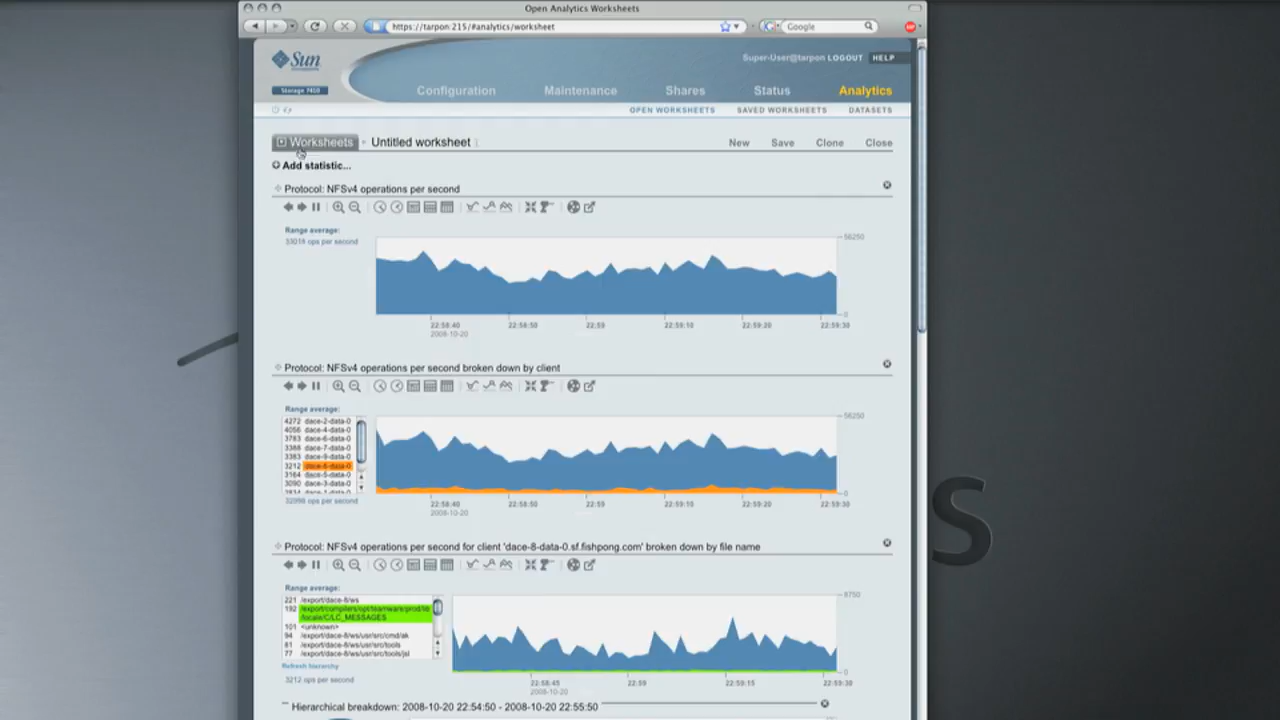 Open Analytics Worksheets
https://tarpon:215/#analytics/worksheet
Google
Sun
Super-User@tarpon LOGOUT HELP
Storage 7410
Configuration Maintenance Shares Status Analytics
OPEN WORKSHEETS SAVED WORKSHEETS DATASETS
Worksheets Untitled worksheet New Save Clone Close
Add statistic...
Protocol: NFSv4 operations per second
Range average:
33019 ops per second
56250
0
22:58:40 22:58:50 22:59 22:59:10 22:59:20 22:59:30
2008-10-20
Protocol: NFSv4 operations per second broken down by client
Range average:
56250
4272 dace-2-data-0
4056 dace-4-data-0
3783 dace-6-data-0
3388 dace-7-data-0
3383 dace-9-data-0
3212 dace-8-data-0
3164 dace-5-data-0
3090 dace-3-data-0
32998 ops per second
0
22:58:40 22:58:50 22:59 22:59:10 22:59:20 22:59:30
2008-10-20
S
Protocol: NFSv4 operations per second for client 'dace-8-data-0.sf.fishpong.com' broken down by file name
Range average:
8750
221 /export/dace-8/ws
192 /export/compilers/opt/teamware/prod/lib
/locale/C/LC_MESSAGES
101 <unknown>
94 /export/dace-8/ws/usr/src/cmd/ak
81 /export/dace-8/ws/usr/src/tools
77 /export/dace-8/ws/usr/src/tools/jsl
Refresh hierarchy
0
3212 ops per second
22:58:45 22:59 22:59:15 22:59:30
2008-10-20
Hierarchical breakdown: 2008-10-20 22:54:50 - 2008-10-20 22:55:50